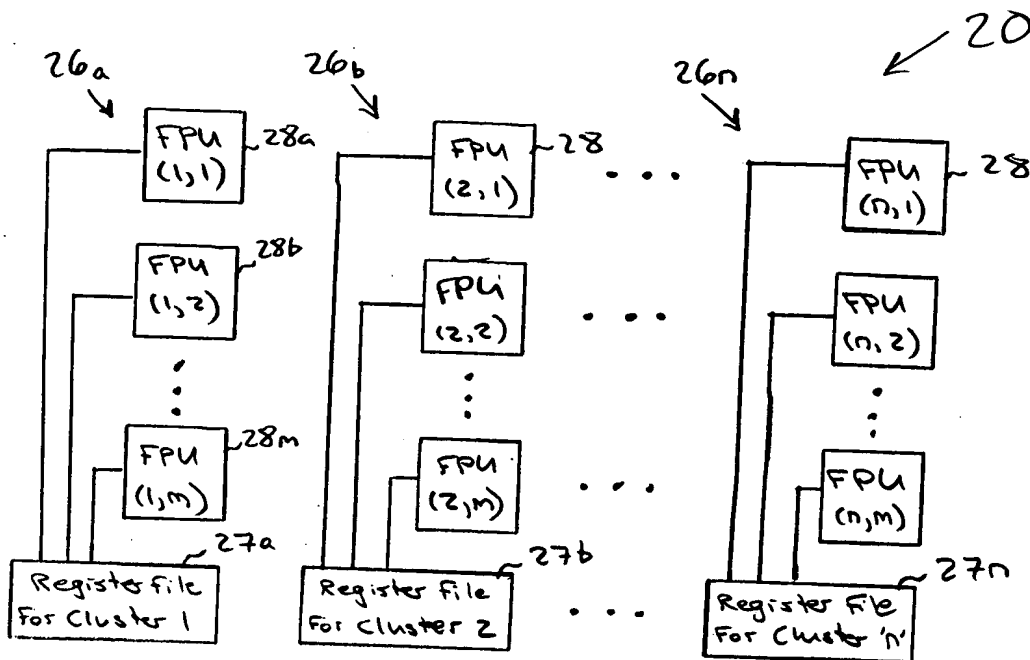 20
26a
26b
26n
FPU
(1,1)
28a
FPU
(2,1)
28
FPU
(n,1)
28
FPU
(1,2)
28b
FPU
(2,2)
FPU
(n,2)
FPU
(1,m)
28m
FPU
(2,m)
FPU
(n,m)
27a
27b
27n
Register File
For Cluster 1
Register File
For Cluster 2
Register File
For Cluster 'n'